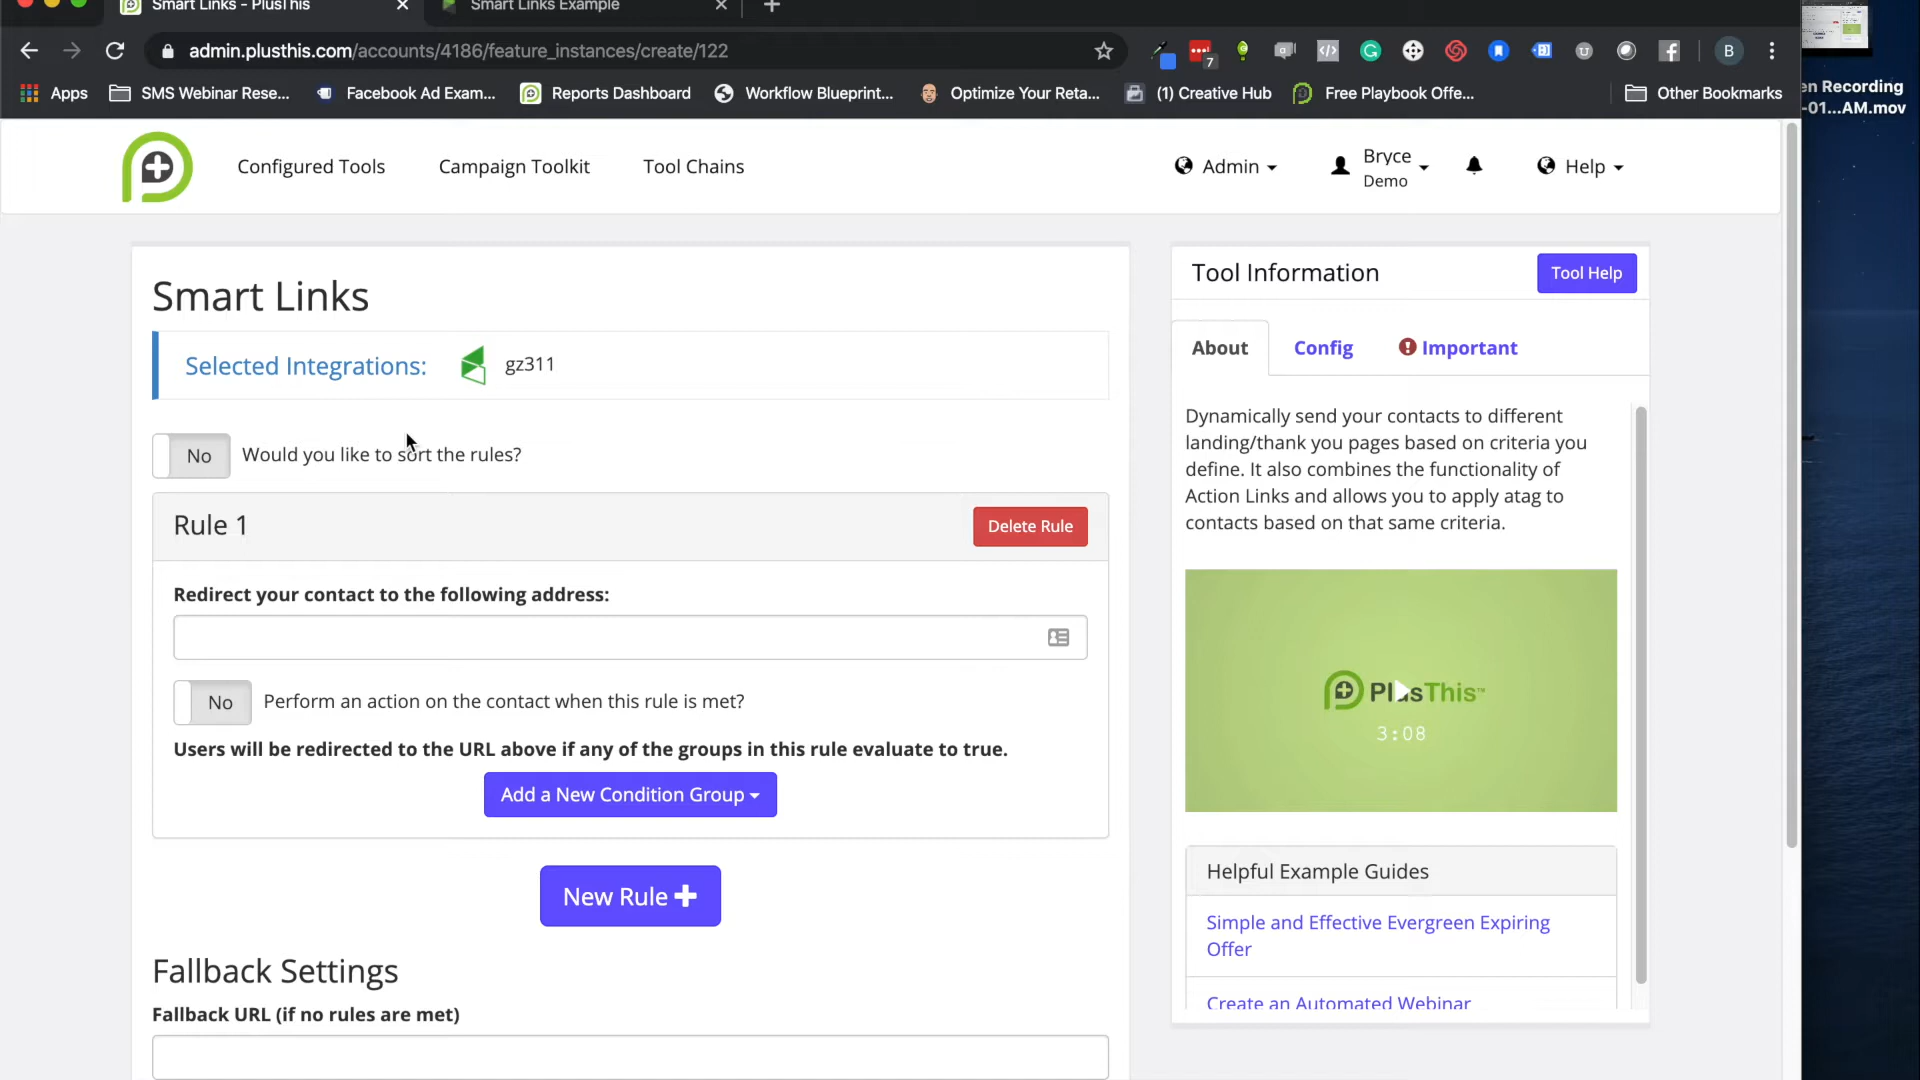 Smart Links - PlusThis
Smart Links Example
admin.plusthis.com/accounts/4186/feature_instances/create/122
7
B
Apps
SMS Webinar Rese...
Facebook Ad Exam...
Reports Dashboard
Workflow Blueprint...
Optimize Your Reta...
(1) Creative Hub
Free Playbook Offe...
Other Bookmarks
en Recording
-01...AM.mov
Configured Tools
Campaign Toolkit
Tool Chains
Admin
Bryce
Demo
Help
Smart Links
Selected Integrations:
gz311
No
Would you like to sort the rules?
Rule 1
Delete Rule
Redirect your contact to the following address:
No
Perform an action on the contact when this rule is met?
Users will be redirected to the URL above if any of the groups in this rule evaluate to true.
Add a New Condition Group
New Rule
Fallback Settings
Fallback URL (if no rules are met)
Tool Information
Tool Help
About
Config
Important
Dynamically send your contacts to different
landing/thank you pages based on criteria you
define. It also combines the functionality of
Action Links and allows you to apply atag to
contacts based on that same criteria.
PlusThis™
3:08
Helpful Example Guides
Simple and Effective Evergreen Expiring
Offer
Create an Automated Webinar